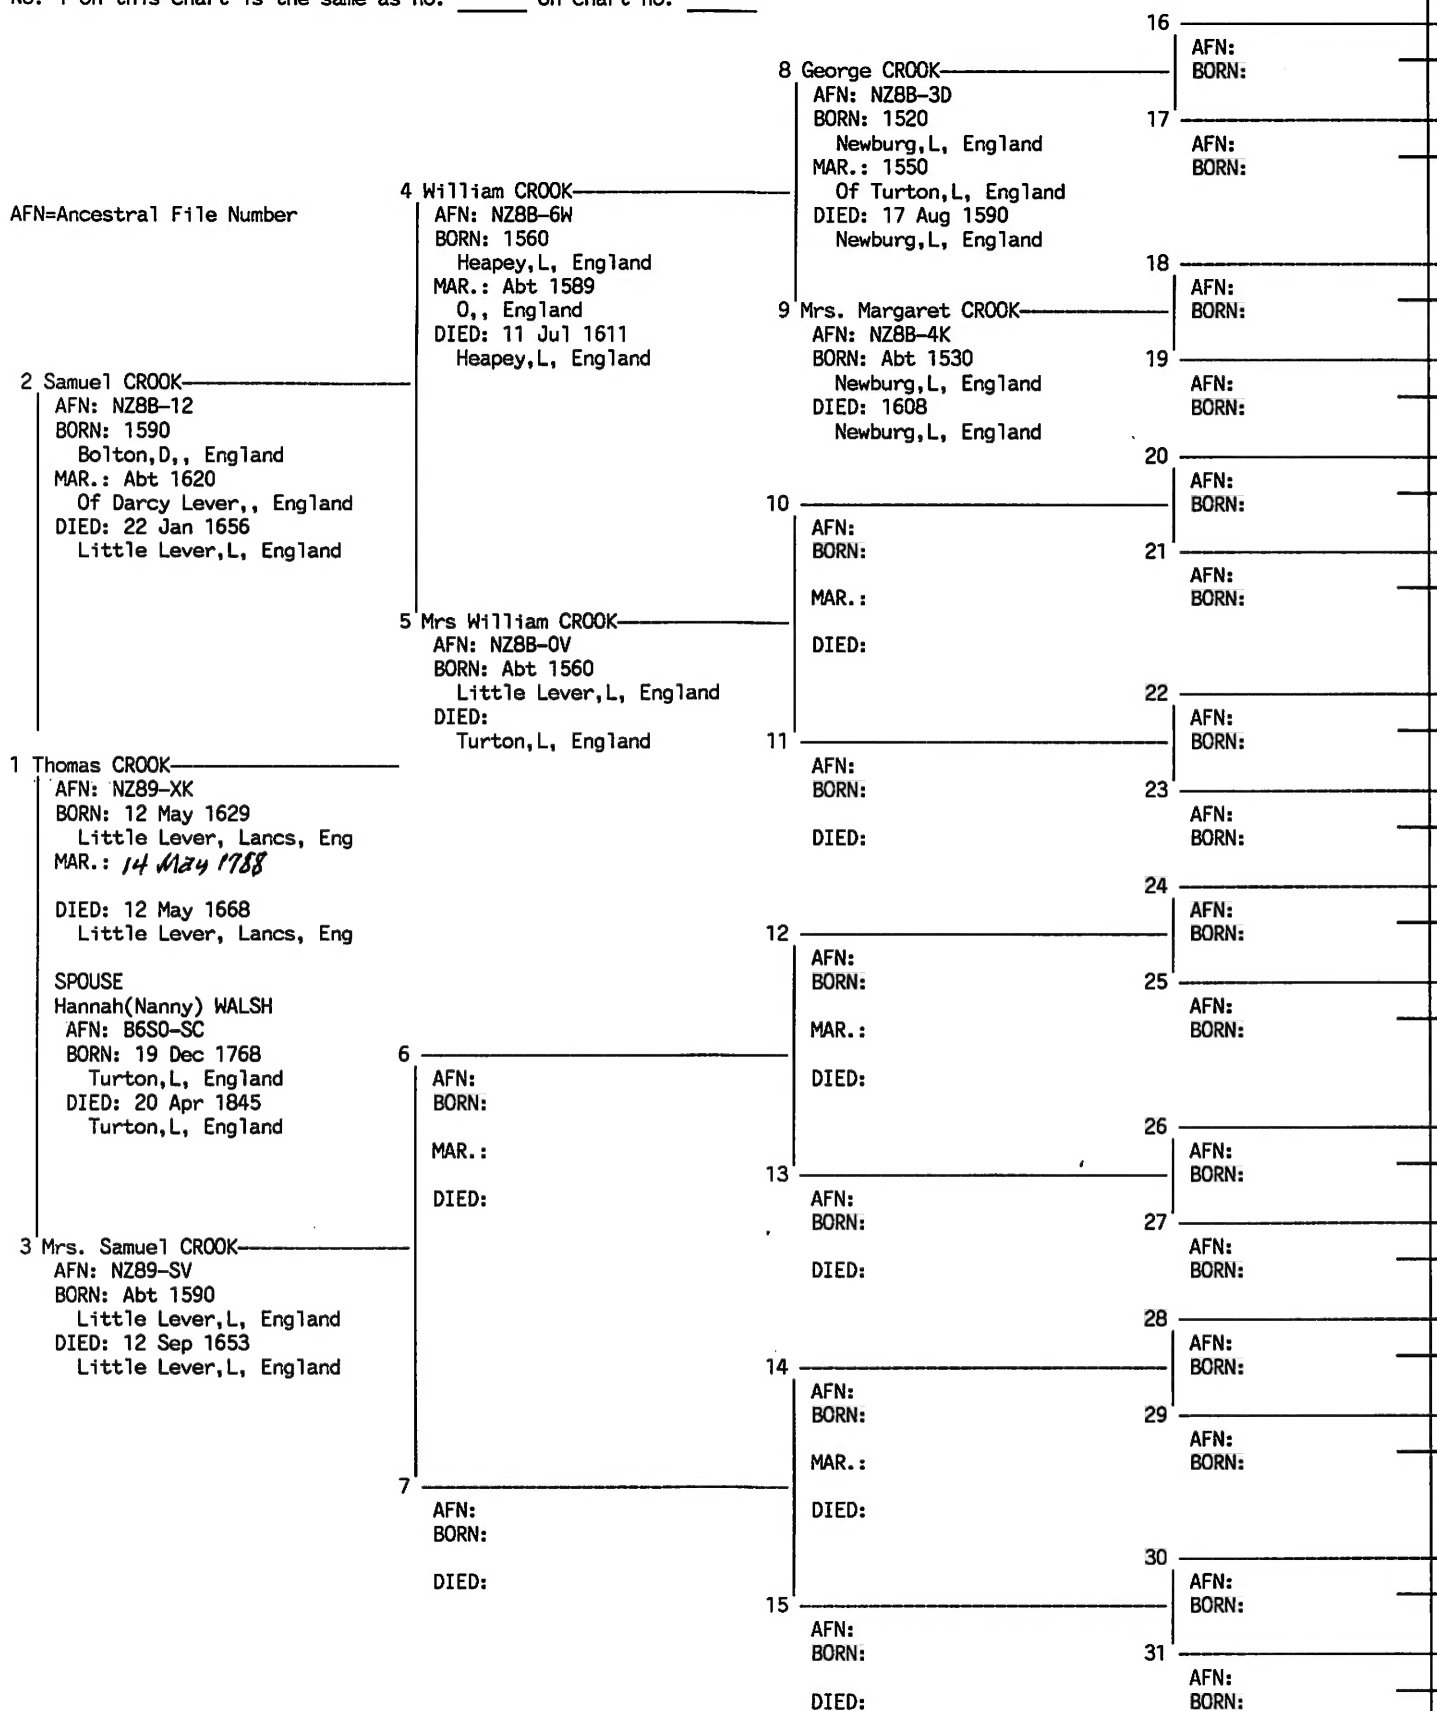 No. 1 on this chart is the same as no. ______ on chart no. ______
AFN=Ancestral File Number
1 Thomas CROOK
AFN: NZ89-XK
BORN: 12 May 1629
Little Lever, Lancs, Eng
MAR.: 14 May 1788
DIED: 12 May 1668
Little Lever, Lancs, Eng
SPOUSE
Hannah(Nanny) WALSH
AFN: B6S0-SC
BORN: 19 Dec 1768
Turton,L, England
DIED: 20 Apr 1845
Turton,L, England
2 Samuel CROOK
AFN: NZ8B-12
BORN: 1590
Bolton,D,, England
MAR.: Abt 1620
Of Darcy Lever,, England
DIED: 22 Jan 1656
Little Lever,L, England
3 Mrs. Samuel CROOK
AFN: NZ89-SV
BORN: Abt 1590
Little Lever,L, England
DIED: 12 Sep 1653
Little Lever,L, England
4 William CROOK
AFN: NZ8B-6W
BORN: 1560
Heapey,L, England
MAR.: Abt 1589
O,, England
DIED: 11 Jul 1611
Heapey,L, England
5 Mrs William CROOK
AFN: NZ8B-0V
BORN: Abt 1560
Little Lever,L, England
DIED:
Turton,L, England
6
AFN:
BORN:
MAR.:
DIED:
7
AFN:
BORN:
DIED:
8 George CROOK
AFN: NZ8B-3D
BORN: 1520
Newburg,L, England
MAR.: 1550
Of Turton,L, England
DIED: 17 Aug 1590
Newburg,L, England
9 Mrs. Margaret CROOK
AFN: NZ8B-4K
BORN: Abt 1530
Newburg,L, England
DIED: 1608
Newburg,L, England
10
AFN:
BORN:
MAR.:
DIED:
11
AFN:
BORN:
DIED:
12
AFN:
BORN:
MAR.:
DIED:
13
AFN:
BORN:
DIED:
14
AFN:
BORN:
MAR.:
DIED:
15
AFN:
BORN:
DIED:
16
AFN:
BORN:
17
AFN:
BORN:
18
AFN:
BORN:
19
AFN:
BORN:
20
AFN:
BORN:
21
AFN:
BORN:
22
AFN:
BORN:
23
AFN:
BORN:
24
AFN:
BORN:
25
AFN:
BORN:
26
AFN:
BORN:
27
AFN:
BORN:
28
AFN:
BORN:
29
AFN:
BORN:
30
AFN:
BORN:
31
AFN:
BORN: